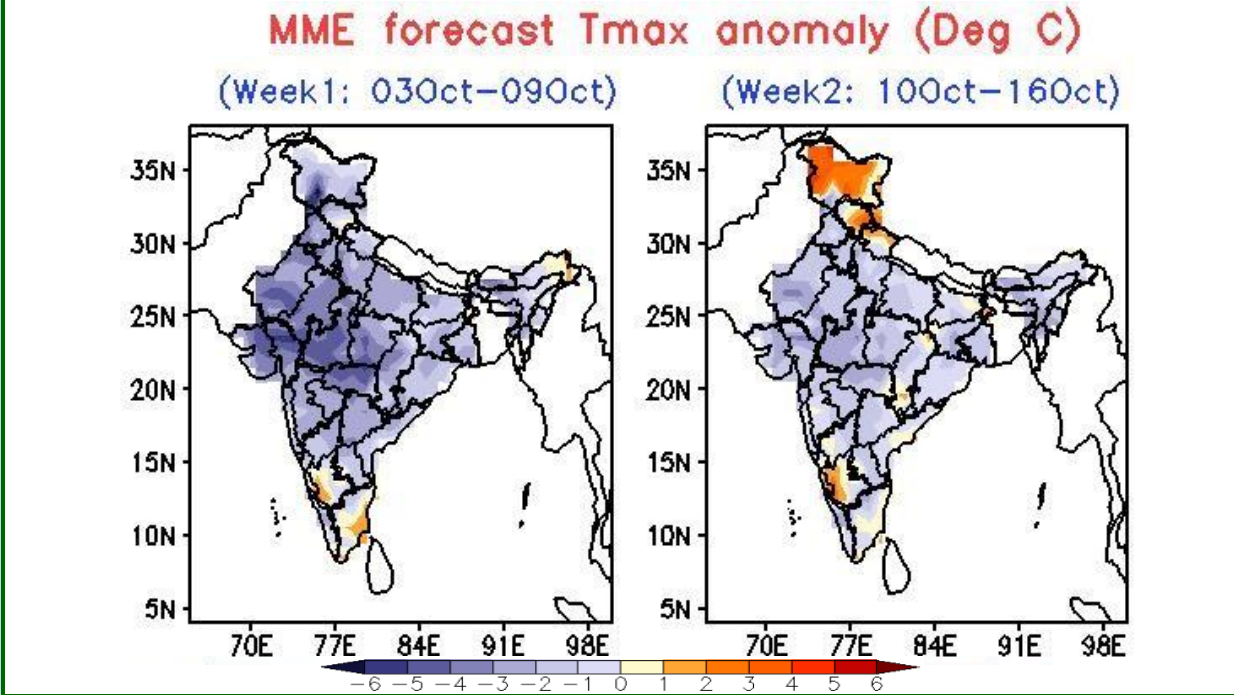 MME forecast Tmax anomaly (Deg C)
(Week1: 03Oct−09Oct)
(Week2: 10Oct−16Oct)
35N
30N
25N
20N
15N
10N
5N
70E 77E 84E 91E 98E
35N
30N
25N
20N
15N
10N
5N
70E 77E 84E 91E 98E
−6 −5 −4 −3 −2 −1 0 1 2 3 4 5 6